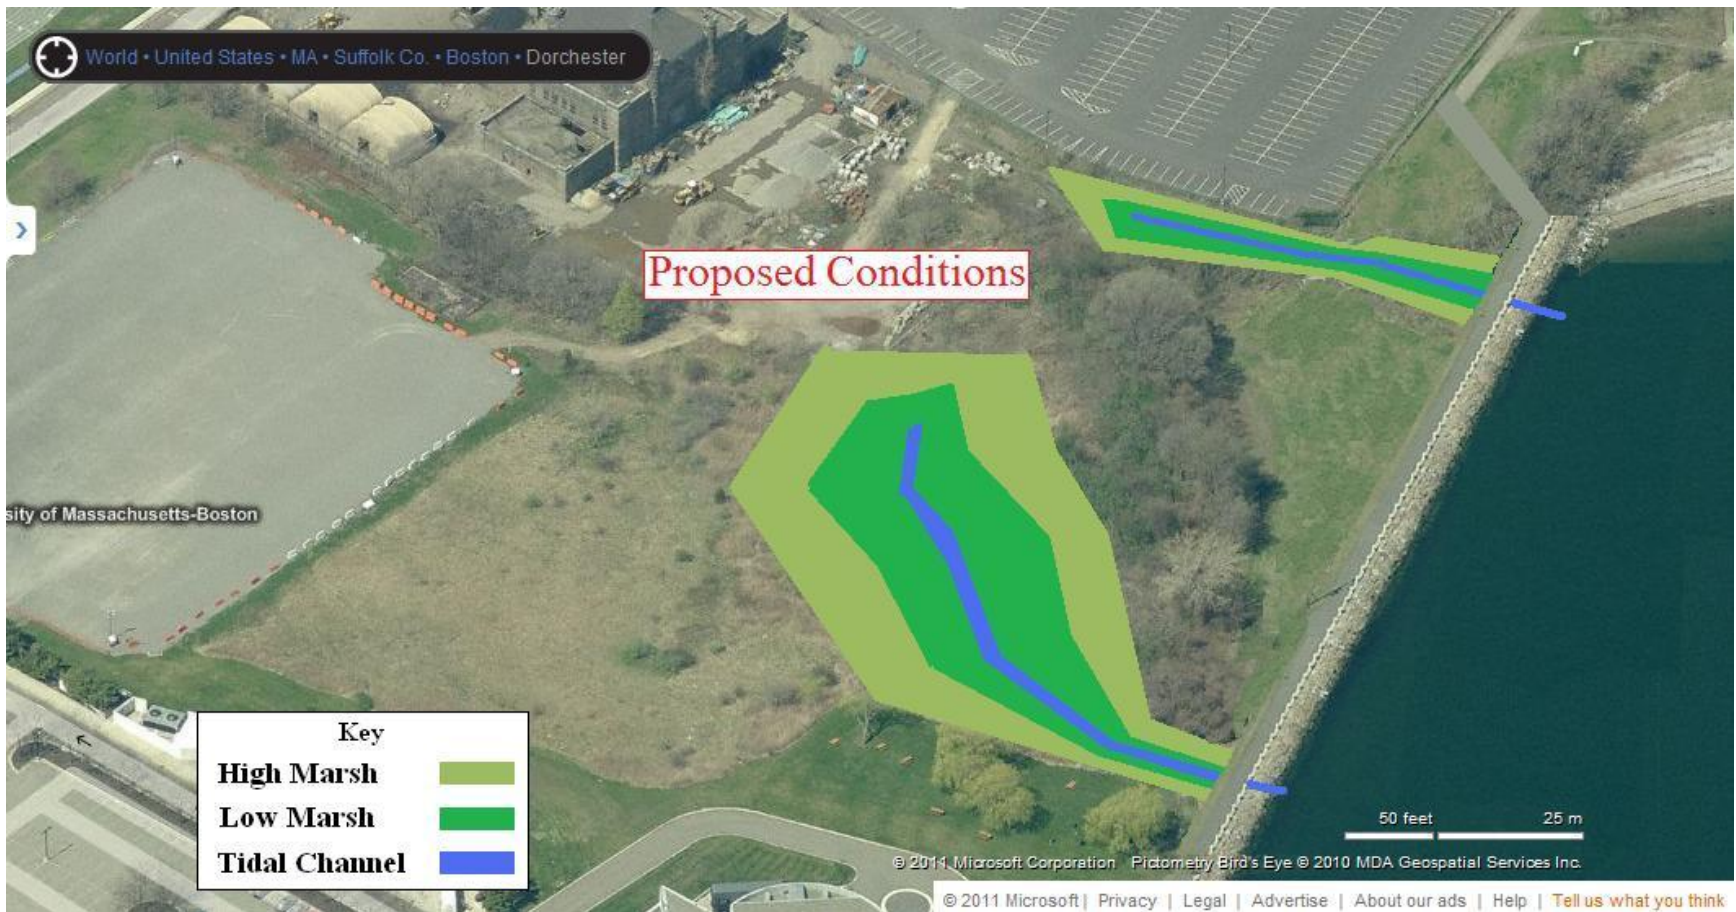 World • United States • MA • Suffolk Co. • Boston • Dorchester
Proposed Conditions
sity of Massachusetts-Boston
Key
High Marsh
Low Marsh
Tidal Channel
50 feet 25 m
© 2011 Microsoft Corporation Pictometry Bird's Eye © 2010 MDA Geospatial Services Inc.
© 2011 Microsoft | Privacy | Legal | Advertise | About our ads | Help | Tell us what you think